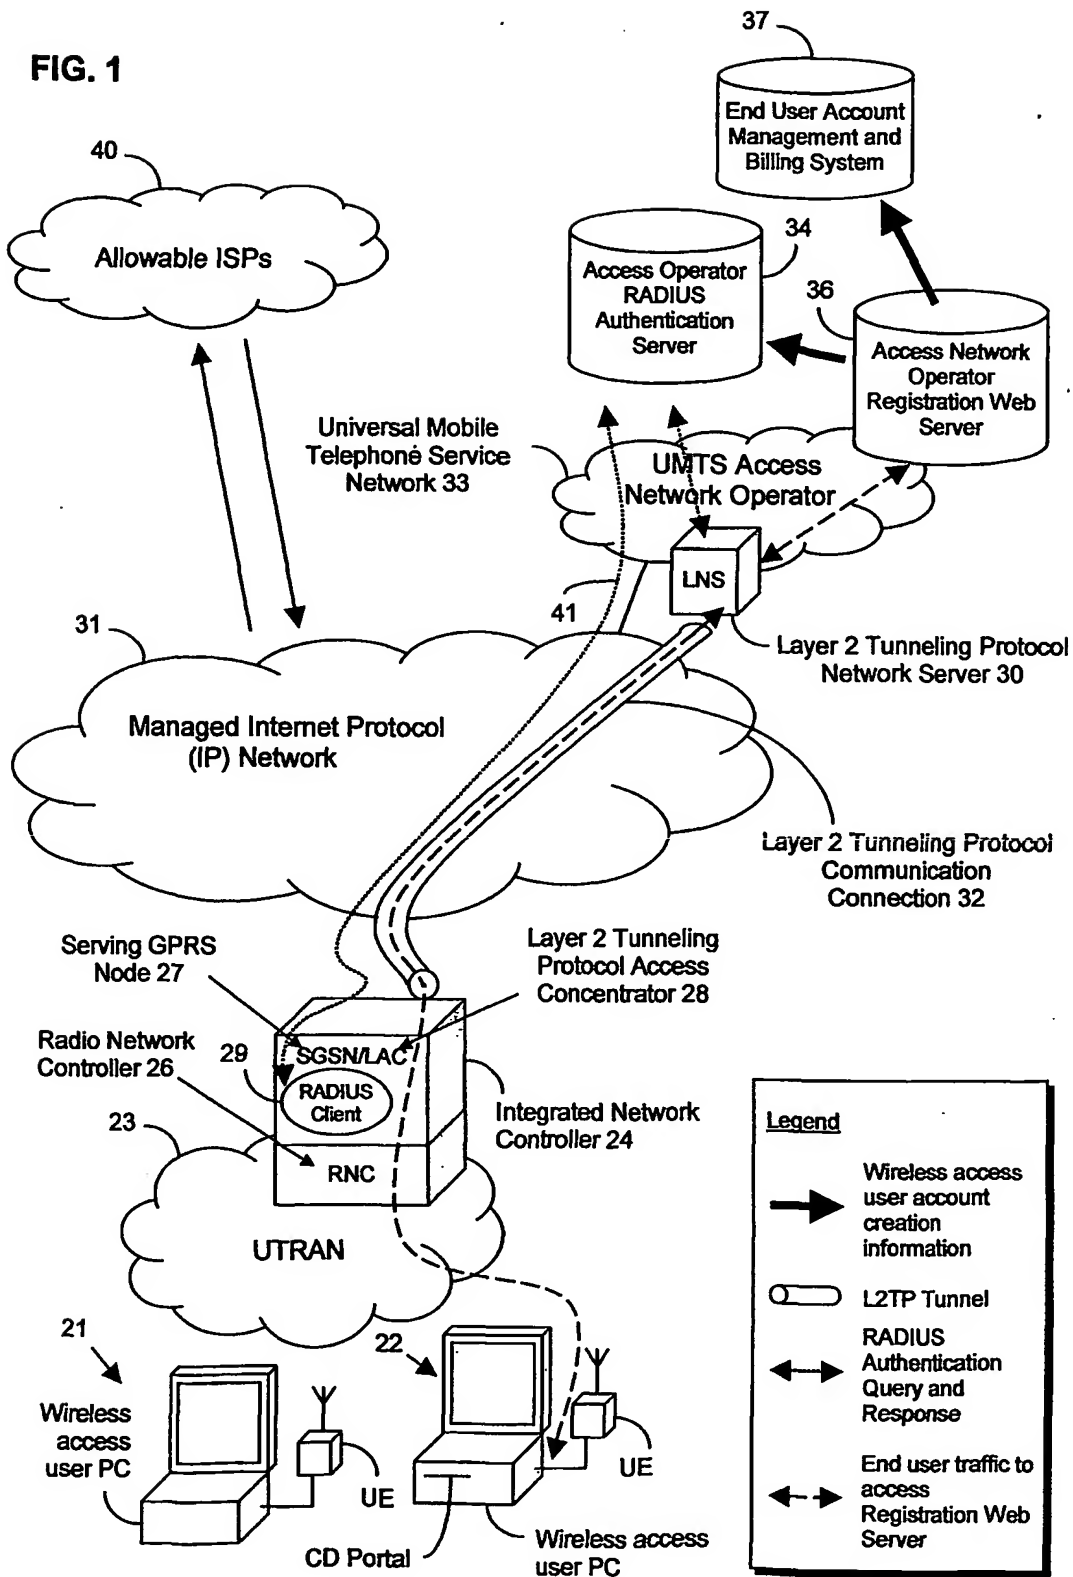 FIG. 1
37
End User Account
Management and
Billing System
40
Allowable ISPs
34
Access Operator
RADIUS
Authentication
Server
36
Access Network
Operator
Registration Web
Server
Universal Mobile
Telephone Service
Network 33
UMTS Access
Network Operator
LNS
41
31
Layer 2 Tunneling Protocol
Network Server 30
Managed Internet Protocol
(IP) Network
Layer 2 Tunneling Protocol
Communication
Connection 32
Serving GPRS
Node 27
Layer 2 Tunneling
Protocol Access
Concentrator 28
Radio Network
Controller 26
29
SGSN/LAC
RADIUS
Client
Integrated Network
Controller 24
23
RNC
UTRAN
21
22
Wireless
access
user PC
UE
UE
CD Portal
Wireless access
user PC
Legend
Wireless access
user account
creation
information
L2TP Tunnel
RADIUS
Authentication
Query and
Response
End user traffic to
access
Registration Web
Server